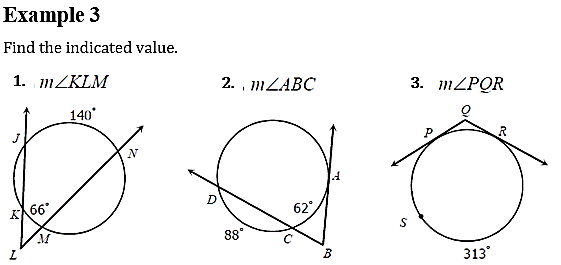 Example 3
Find the indicated value.
1. m∠KLM
2. m∠ABC
3. m∠PQR
140°
J
N
K
66°
M
L
A
D
62°
88°
C
B
Q
P
R
S
313°